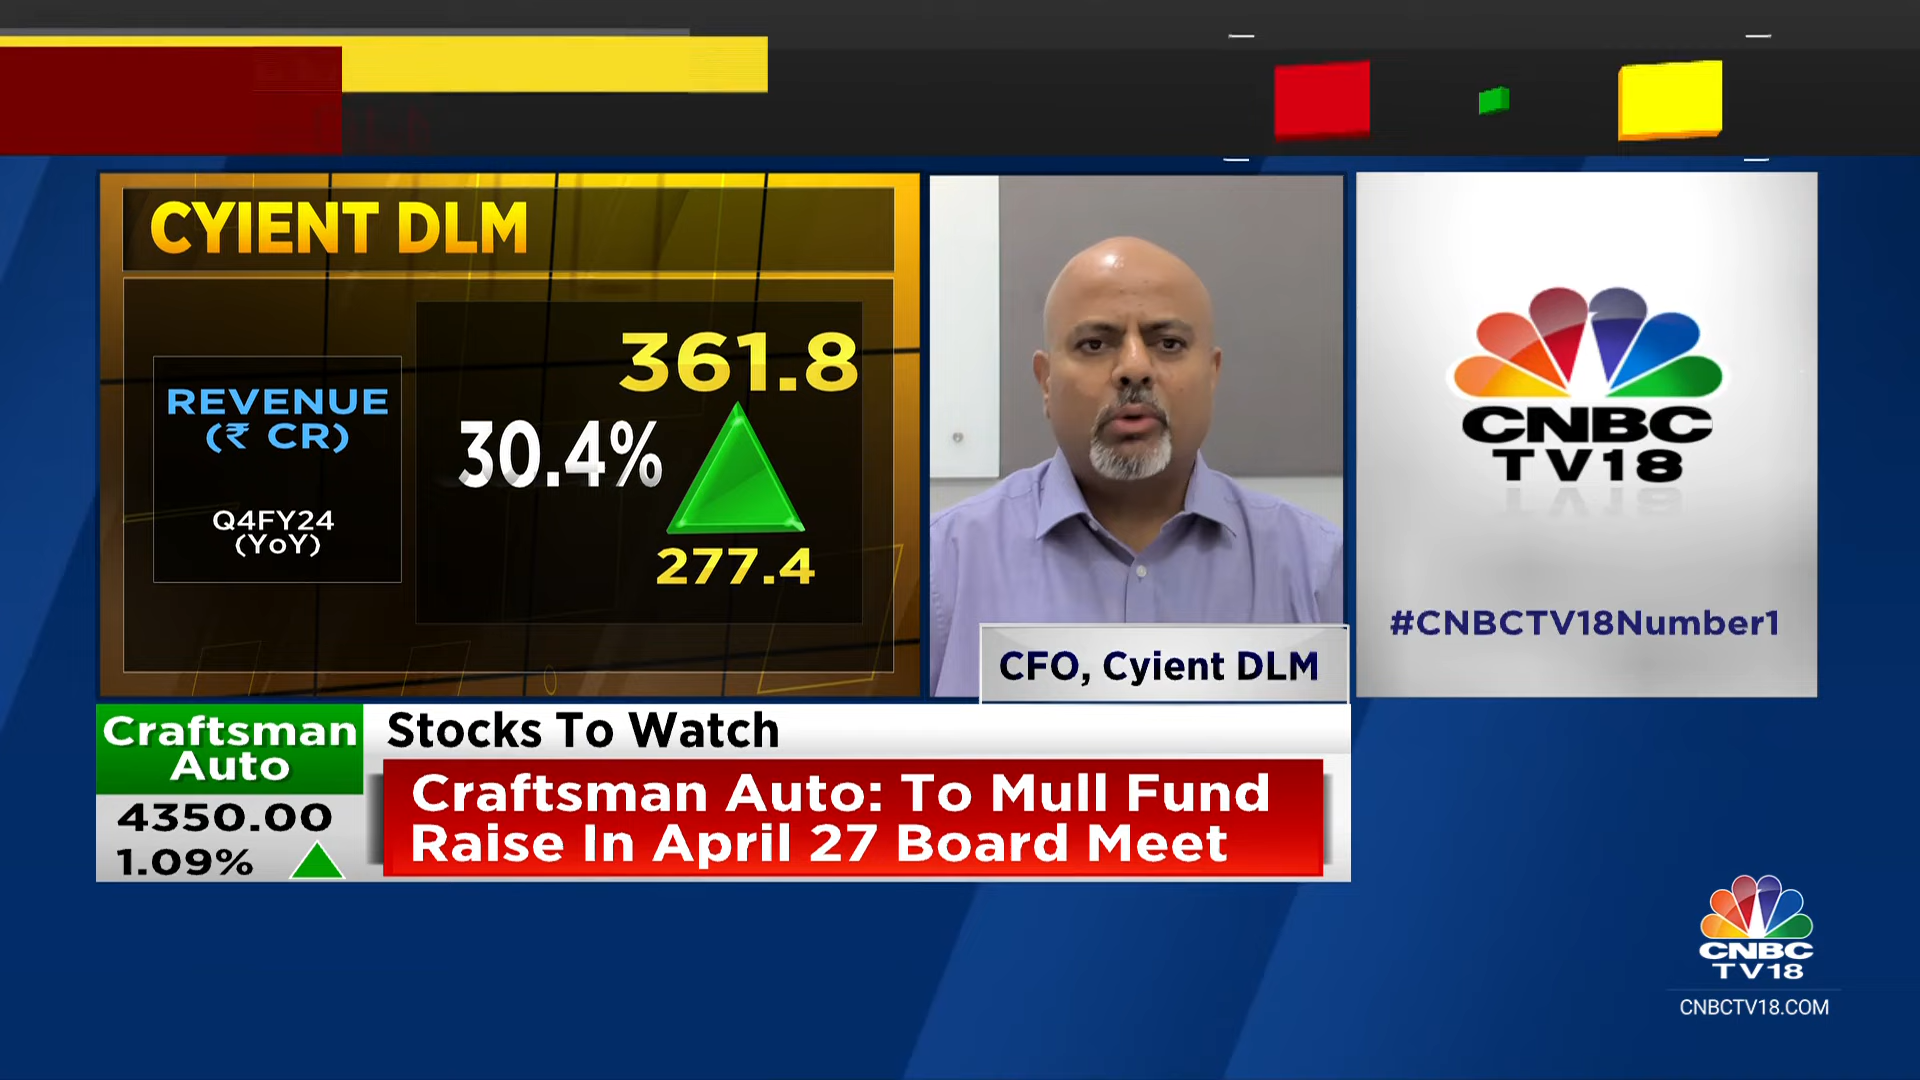 CYIENT DLM
REVENUE
(₹ CR)
Q4FY24
(YoY)
361.8
30.4%
277.4
CFO, Cyient DLM
CNBC
TV18
#CNBCTV18Number1
Craftsman
Auto
4350.00
1.09%
Stocks To Watch
Craftsman Auto: To Mull Fund
Raise In April 27 Board Meet
CNBC
TV18
CNBCTV18.COM